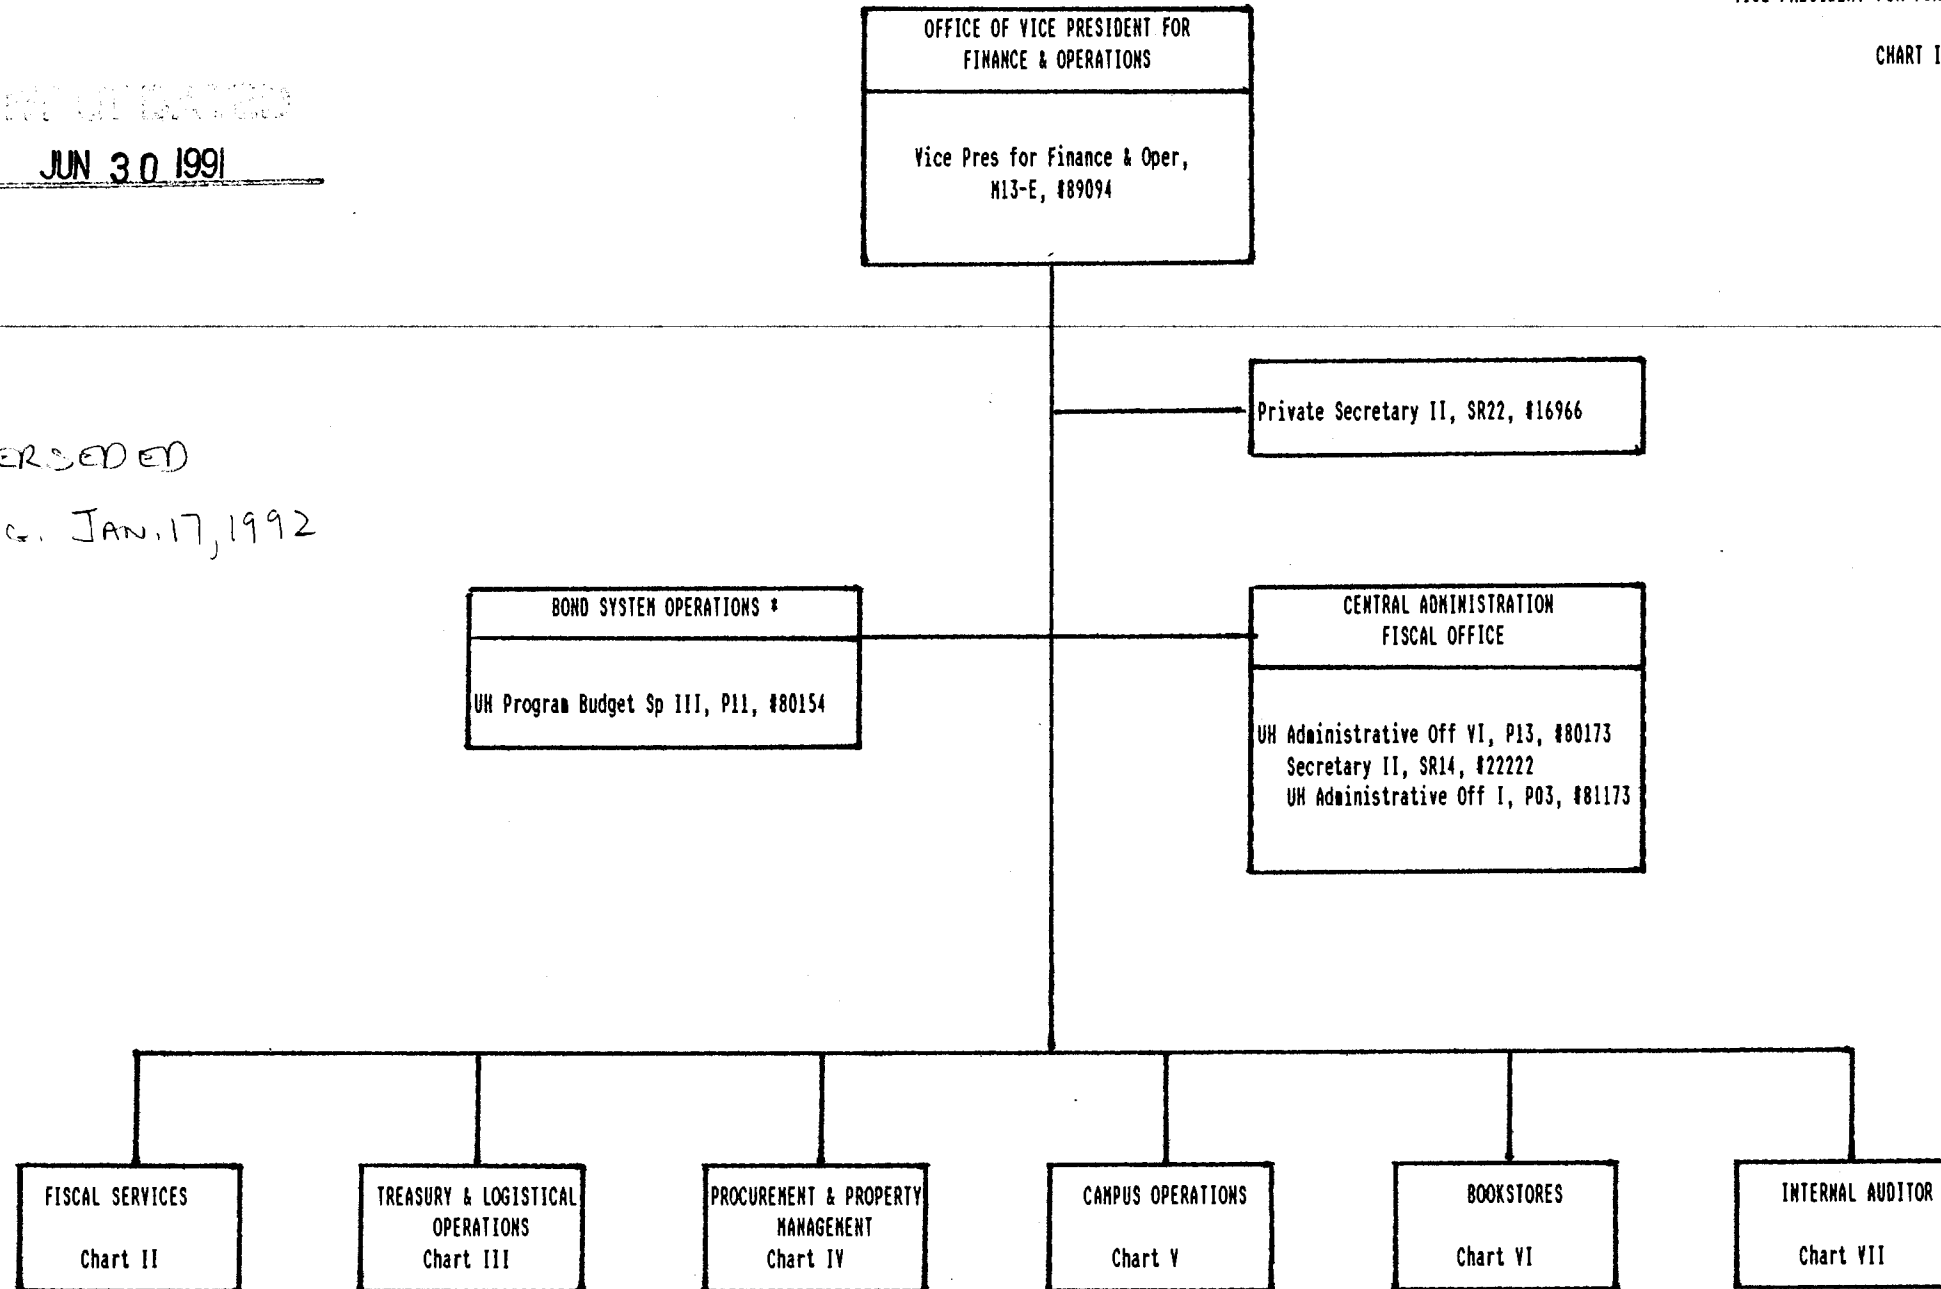 OFFICE OF VICE PRESIDENT FOR
FINANCE & OPERATIONS
CHART I
JUN 30 1991
Vice Pres for Finance & Oper,
M13-E, #89094
Private Secretary II, SR22, #16966
ERSEDED
JAN. 17, 1992
BOND SYSTEM OPERATIONS *
UH Program Budget Sp III, P11, #80154
CENTRAL ADMINISTRATION
FISCAL OFFICE
UH Administrative Off VI, P13, #80173
Secretary II, SR14, #22222
UH Administrative Off I, P03, #81173
FISCAL SERVICES
Chart II
TREASURY & LOGISTICAL
OPERATIONS
Chart III
PROCUREMENT & PROPERTY
MANAGEMENT
Chart IV
CAMPUS OPERATIONS
Chart V
BOOKSTORES
Chart VI
INTERNAL AUDITOR
Chart VII